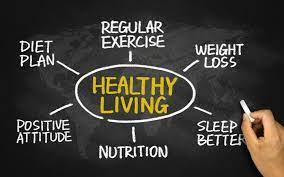 REGULAR
EXERCISE
DIET
PLAN
WEIGHT
LOSS
HEALTHY
LIVING
POSITIVE
ATTITUDE
SLEEP
BETTER
NUTRITION